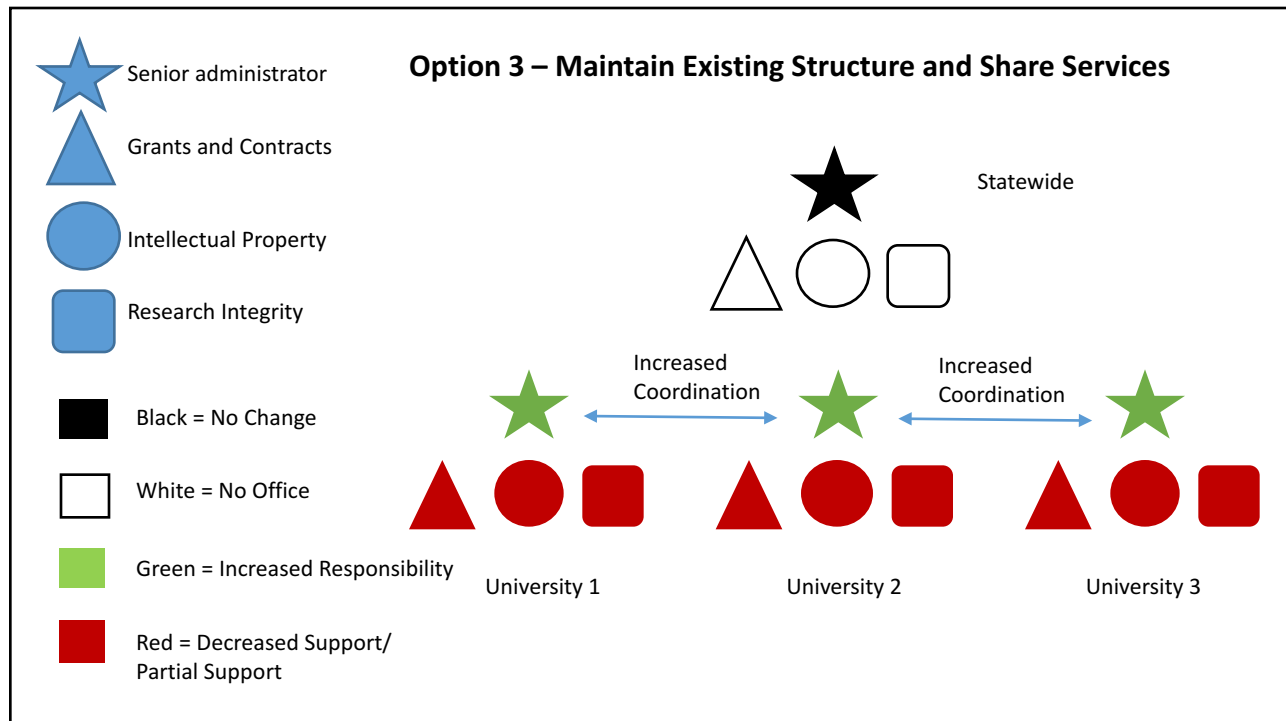 Option 3 – Maintain Existing Structure and Share Services
Senior administrator
Grants and Contracts
Intellectual Property
Research Integrity
Black = No Change
White = No Office
Green = Increased Responsibility
Red = Decreased Support/
Partial Support
Statewide
Increased
Coordination
Increased
Coordination
University 1
University 2
University 3